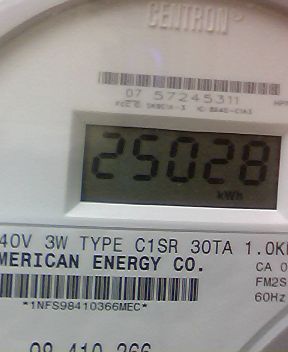 CENTRON
07 57245311
25028
kWh
40V 3W TYPE C1SR 30TA 1.0K
MERICAN ENERGY CO.
CA 0
FM2S
60Hz
*1NFS98410366MEC*
98 410 366